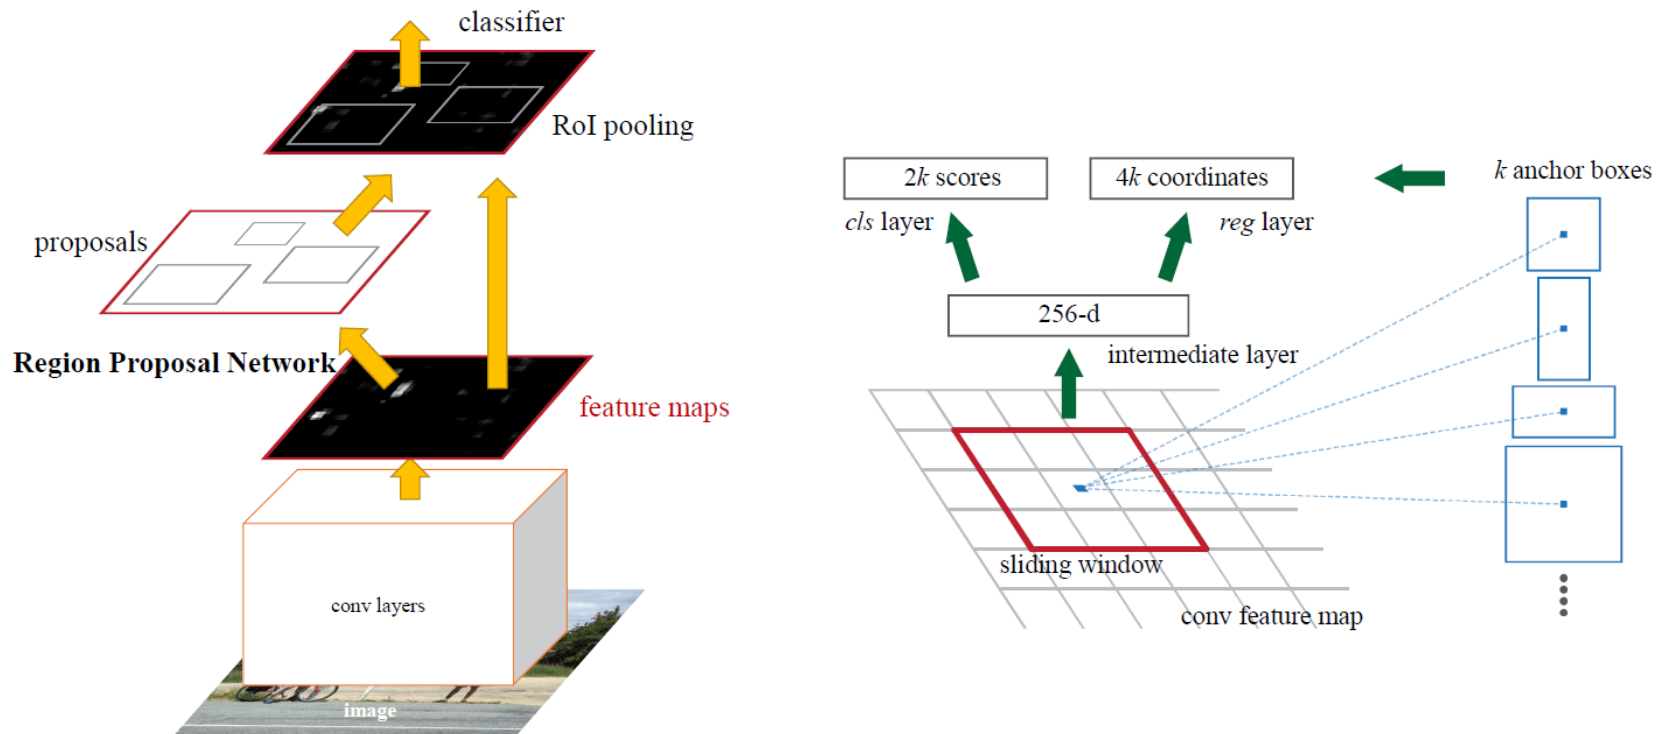 classifier
RoI pooling
proposals
Region Proposal Network
feature maps
conv layers
image
2k scores
4k coordinates
k anchor boxes
cls layer
reg layer
256-d
intermediate layer
sliding window
conv feature map